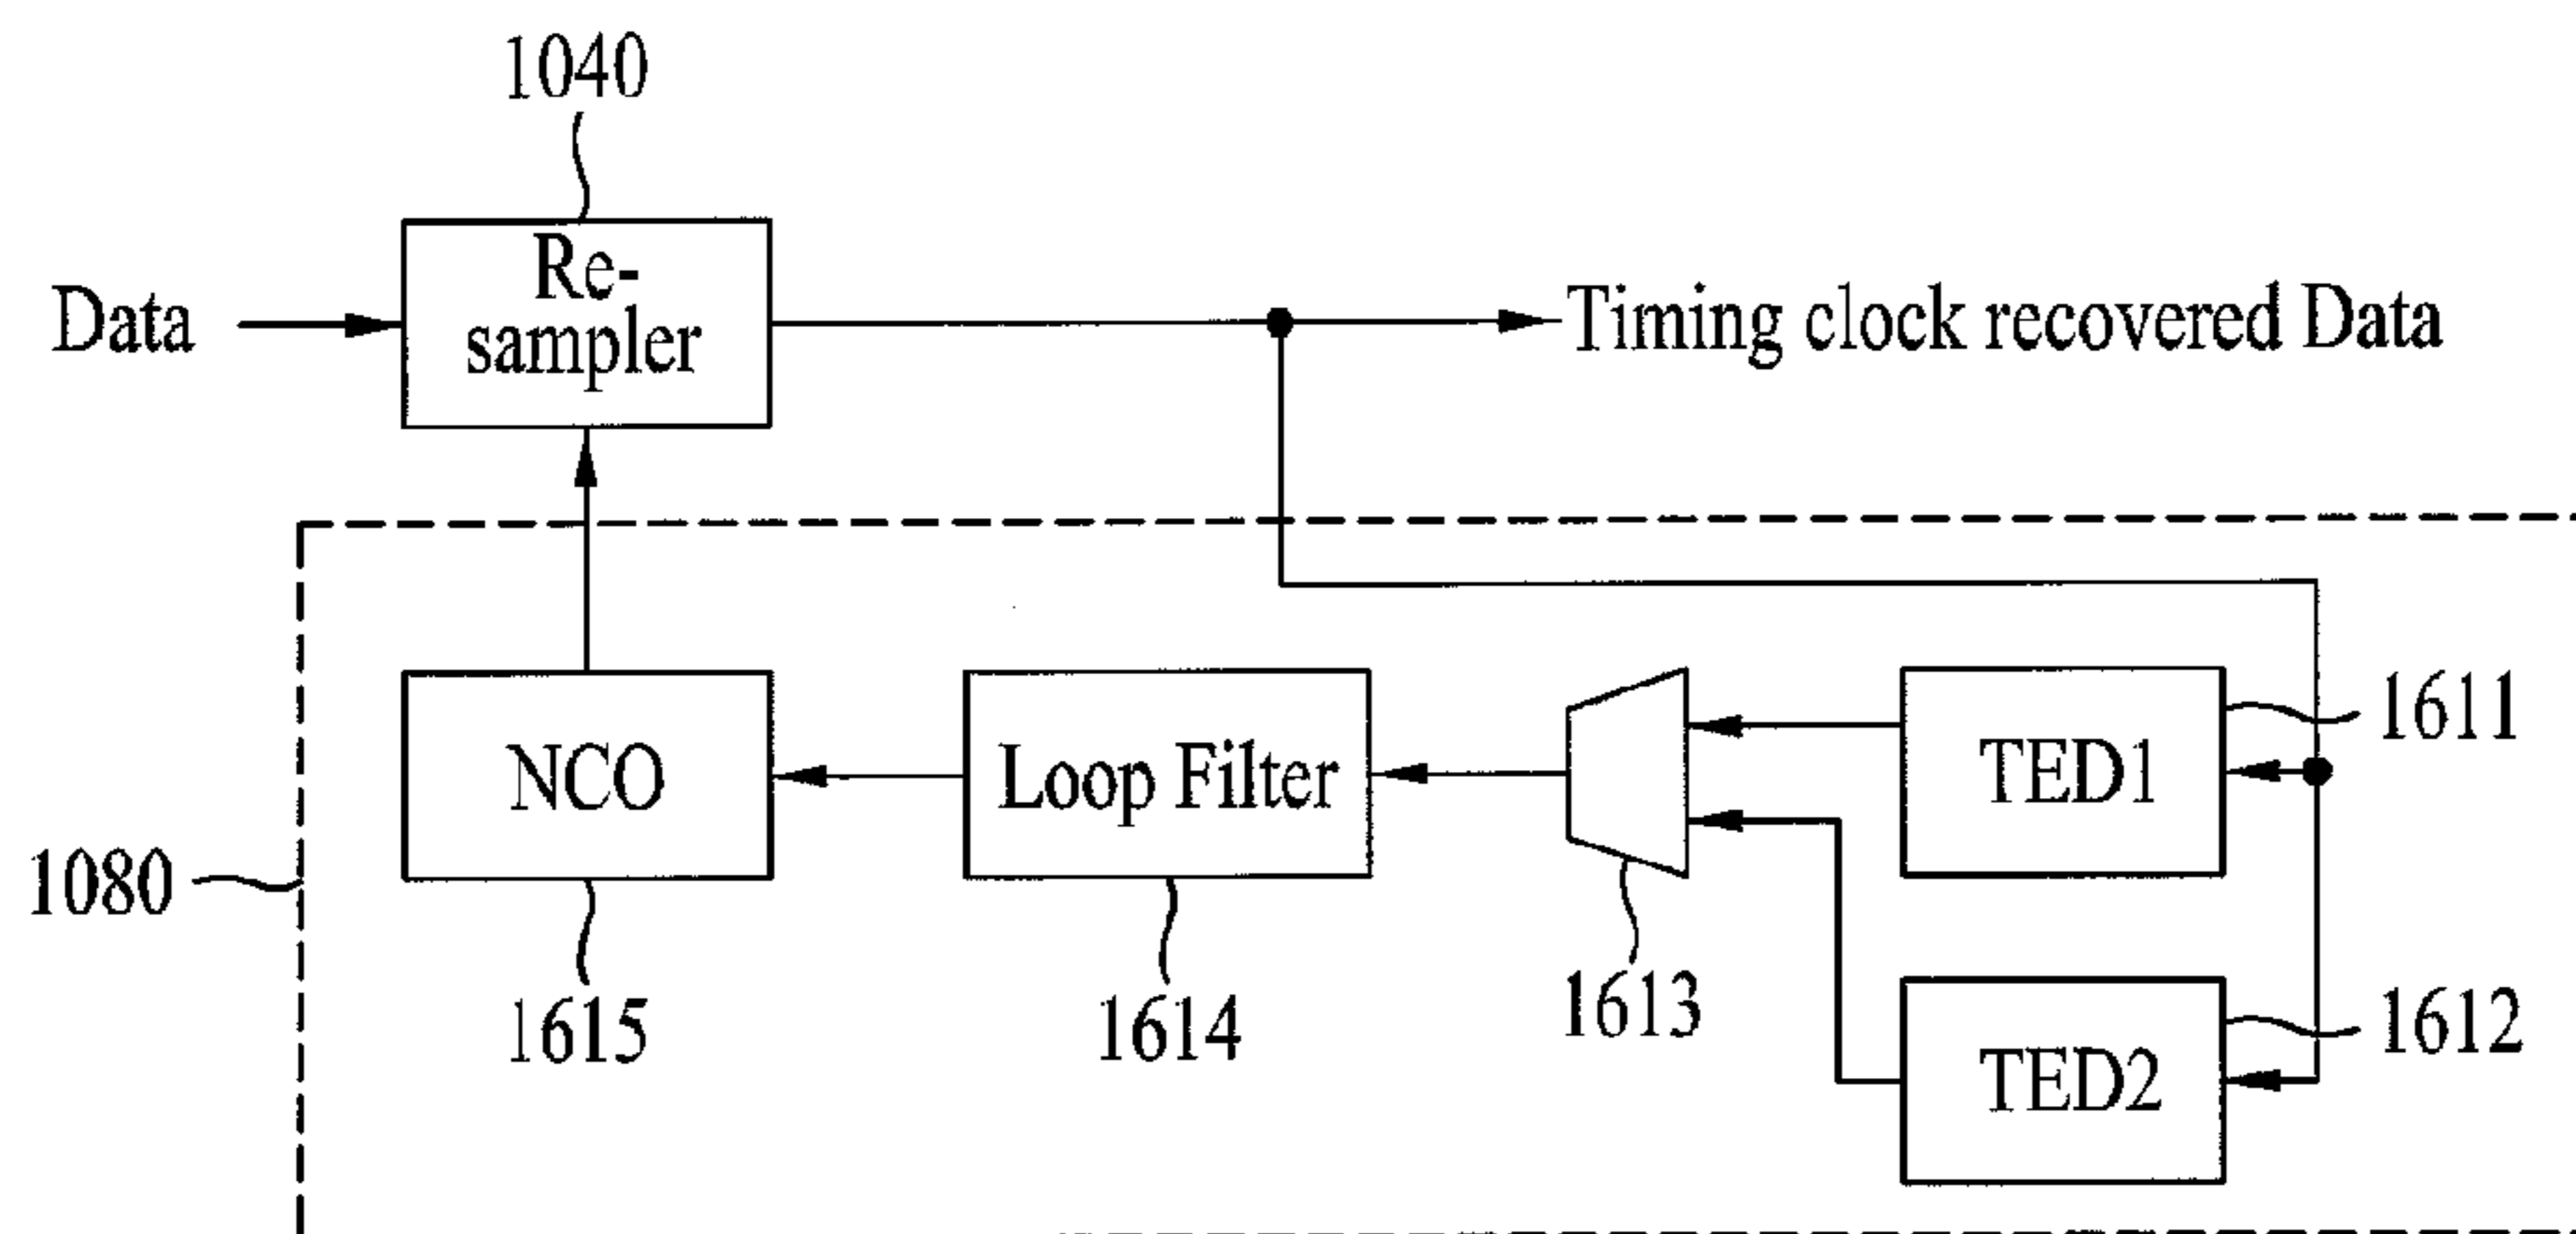 1040
Data
Re-
sampler
Timing clock recovered Data
1080
NCO
Loop Filter
TED1
1611
TED2
1612
1615
1614
1613